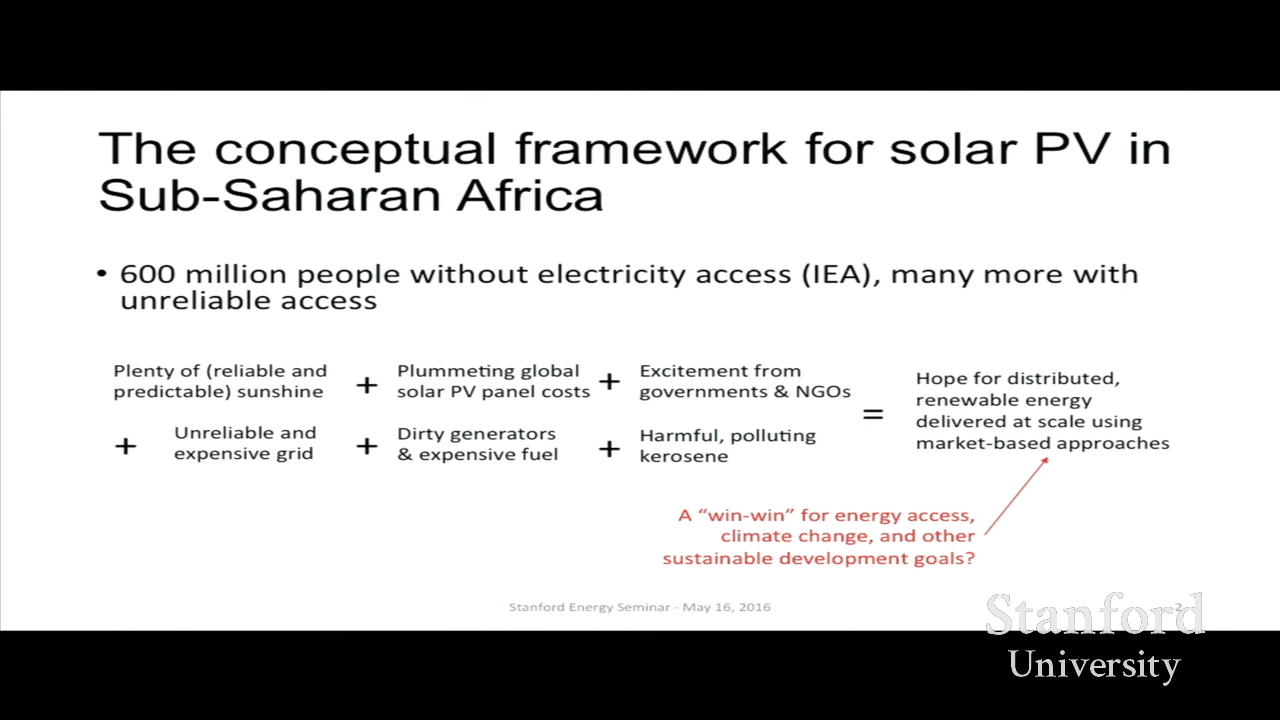 The conceptual framework for solar PV in
Sub-Saharan Africa
• 600 million people without electricity access (IEA), many more with
unreliable access
Plenty of (reliable and
predictable) sunshine
+
Plummeting global
solar PV panel costs
+
Excitement from
governments & NGOs
+
Unreliable and
expensive grid
+
Dirty generators
& expensive fuel
+
Harmful, polluting
kerosene
=
Hope for distributed,
renewable energy
delivered at scale using
market-based approaches
A “win-win” for energy access,
climate change, and other
sustainable development goals?
Stanford Energy Seminar - May 16, 2016
2
Stanford
University